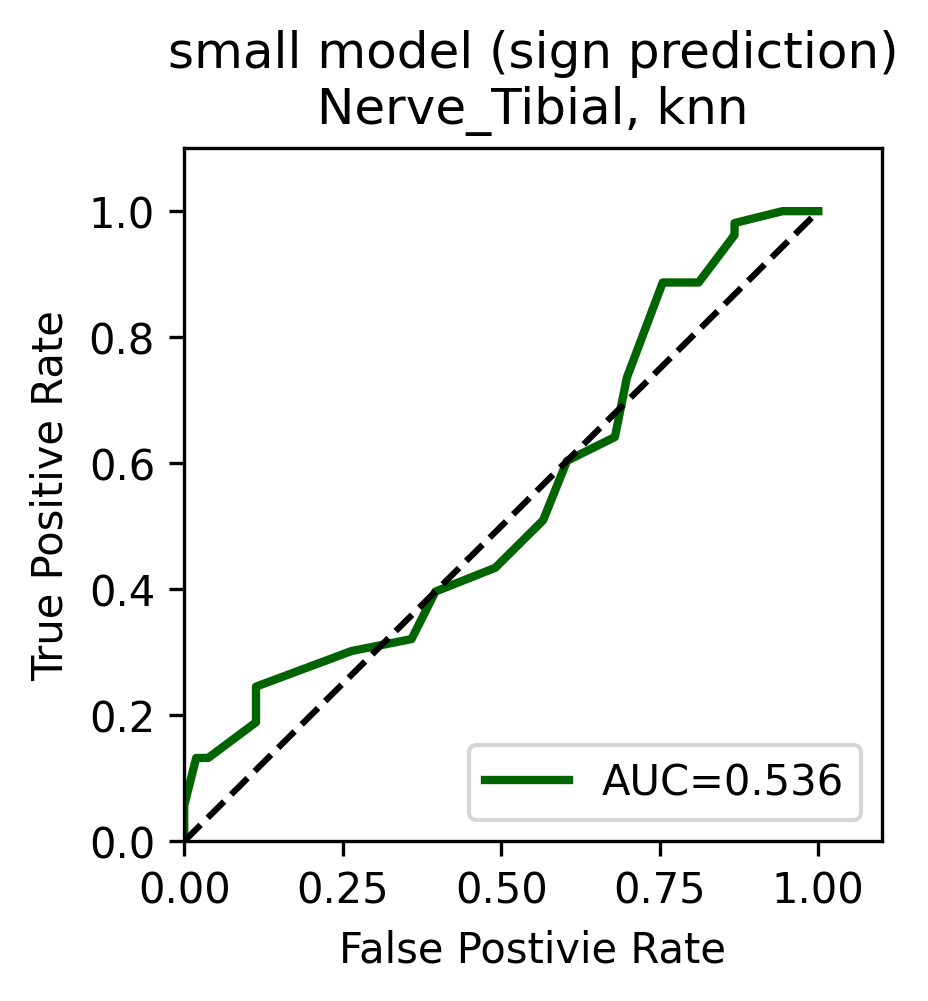 small model (sign prediction)
Nerve_Tibial, knn
1.0
0.8
0.6
0.4
0.2
0.0
True Positive Rate
AUC=0.536
0.00 0.25 0.50 0.75 1.00
False Postivie Rate